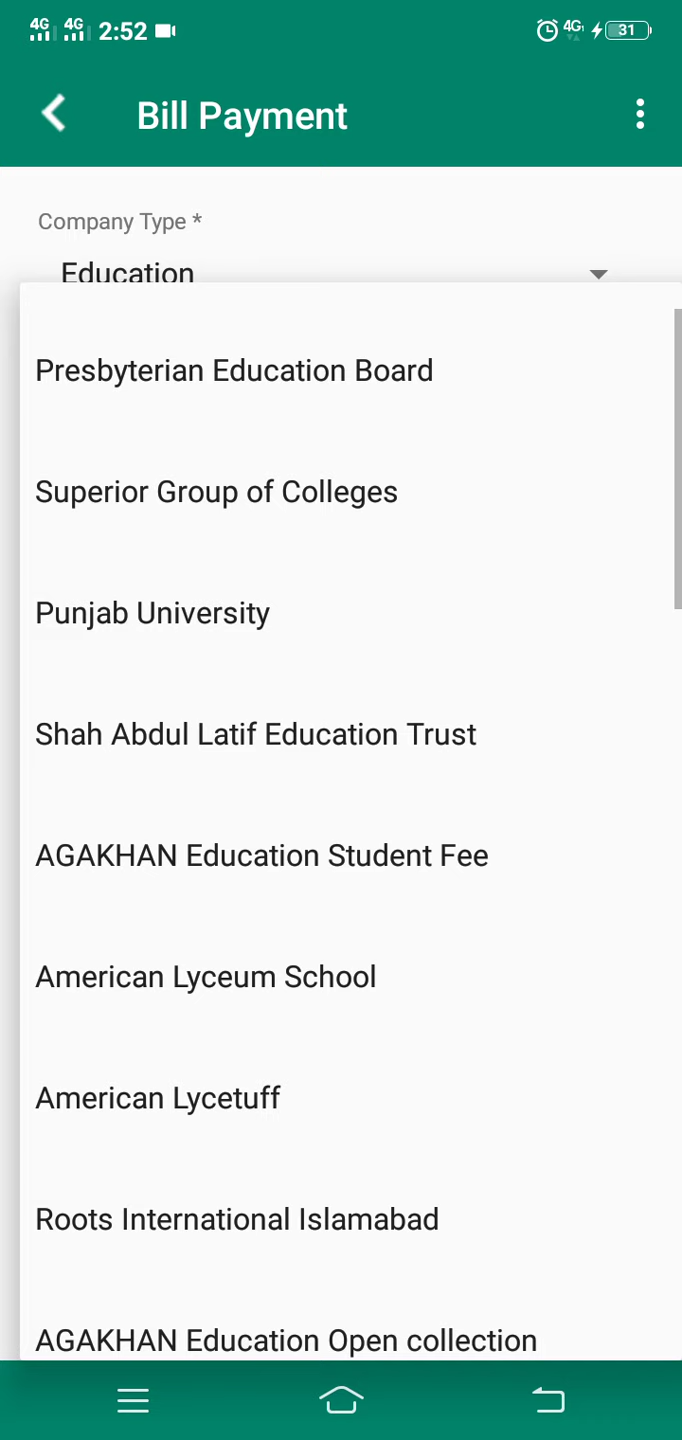 4G 4G 2:52 4G 31
Bill Payment
Company Type *
Education
Presbyterian Education Board
Superior Group of Colleges
Punjab University
Shah Abdul Latif Education Trust
AGAKHAN Education Student Fee
American Lyceum School
American Lycetuff
Roots International Islamabad
AGAKHAN Education Open collection